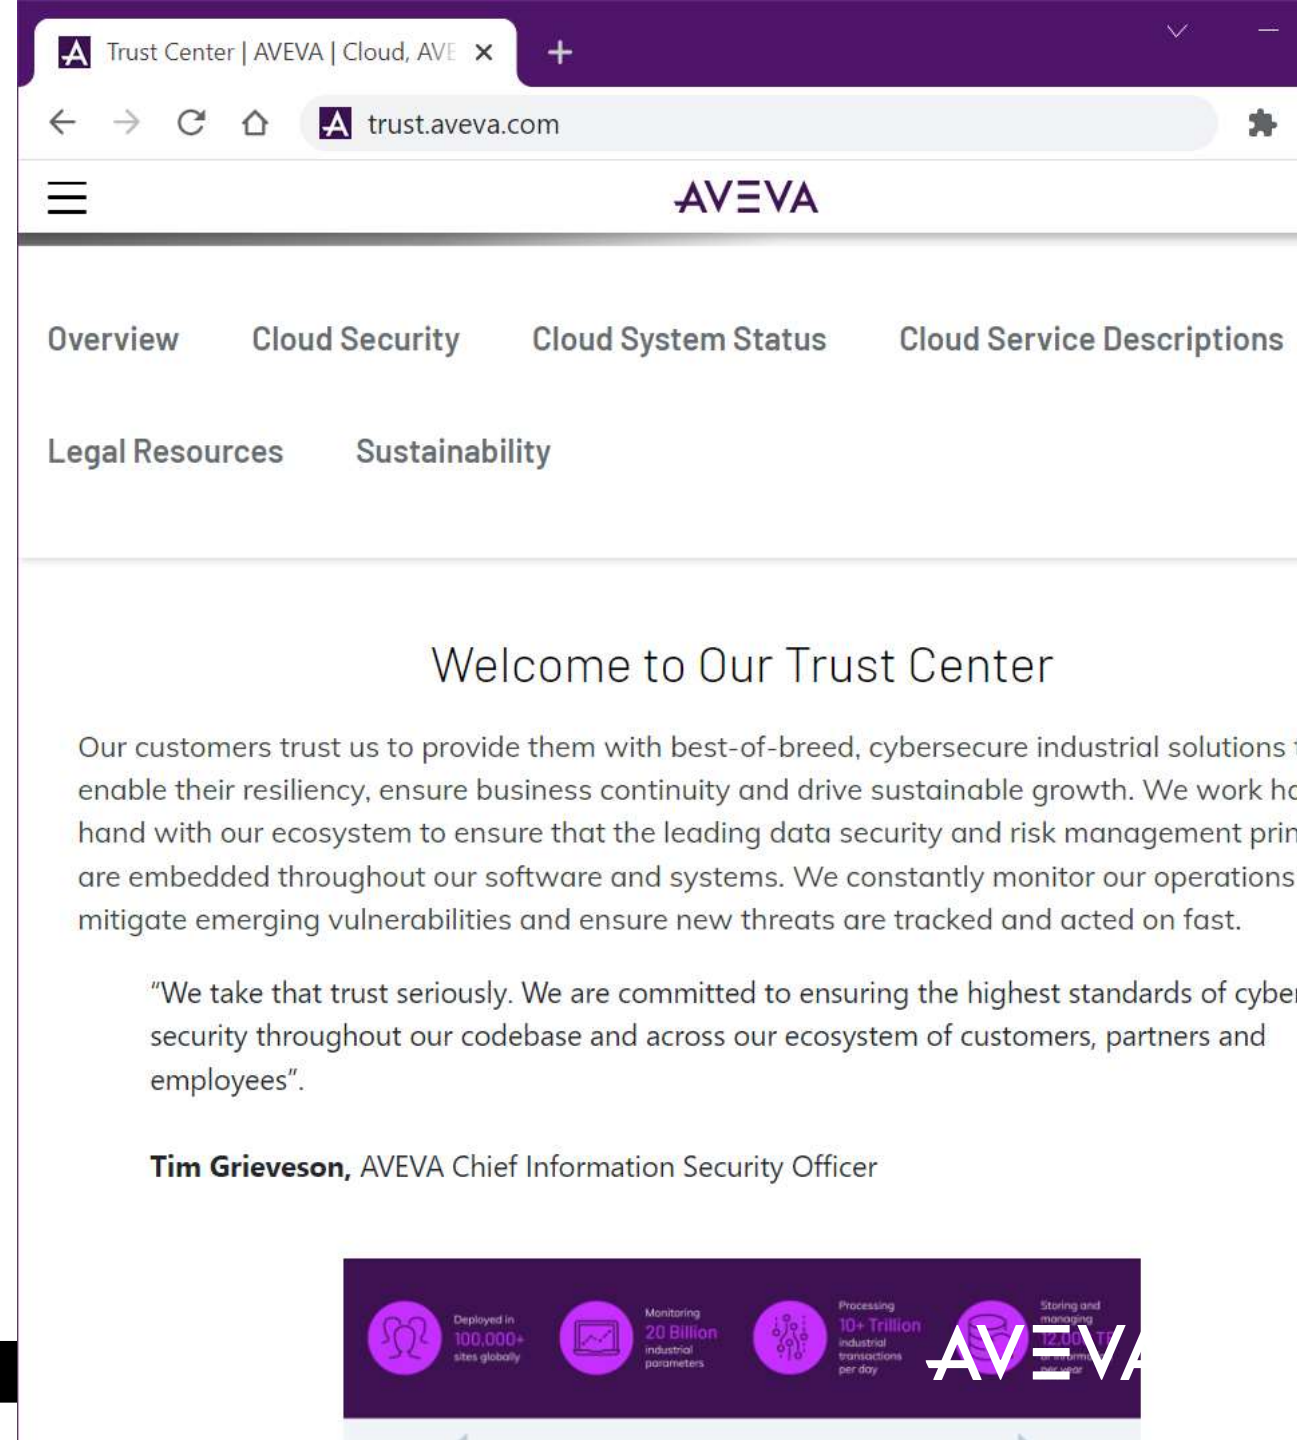 Trust Center | AVEVA | Cloud, AVE
trust.aveva.com
AVEVA
Overview Cloud Security Cloud System Status Cloud Service Descriptions
Legal Resources Sustainability
Welcome to Our Trust Center
Our customers trust us to provide them with best-of-breed, cybersecure industrial solutions
enable their resiliency, ensure business continuity and drive sustainable growth. We work
hand with our ecosystem to ensure that the leading data security and risk management
are embedded throughout our software and systems. We constantly monitor our operations
mitigate emerging vulnerabilities and ensure new threats are tracked and acted on fast.
“We take that trust seriously. We are committed to ensuring the highest standards of cyber
security throughout our codebase and across our ecosystem of customers, partners and
employees”.
Tim Grieveson, AVEVA Chief Information Security Officer
Deployed in
100,000+
sites globally
Monitoring
20 Billion
industrial
parameters
Processing
10+ Trillion
industrial
transactions
per day
Storing and
managing
per year
AVEVA